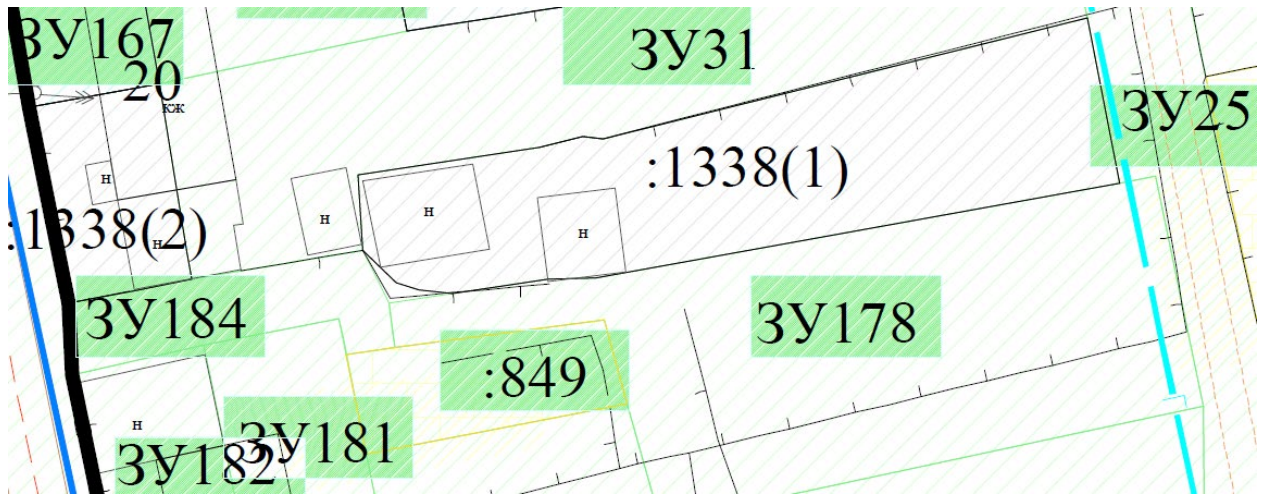 ЗУ167
ЗУ31
20
кж
ЗУ25
:1338(1)
н
н
н
н
:1338(2)
н
ЗУ184
ЗУ178
:849
н
ЗУ181
ЗУ182